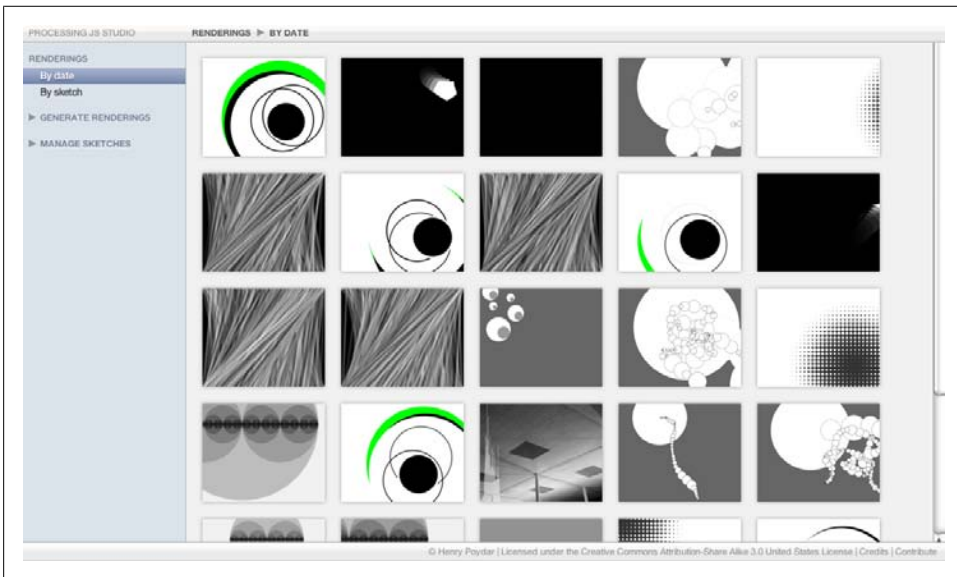 PROCESSING JS STUDIO
RENDERINGS ▶ BY DATE
RENDERINGS
By date
By sketch
▶ GENERATE RENDERINGS
▶ MANAGE SKETCHES
© Henry Poydar | Licensed under the Creative Commons Attribution-Share Alike 3.0 United States License | Credits | Contribute